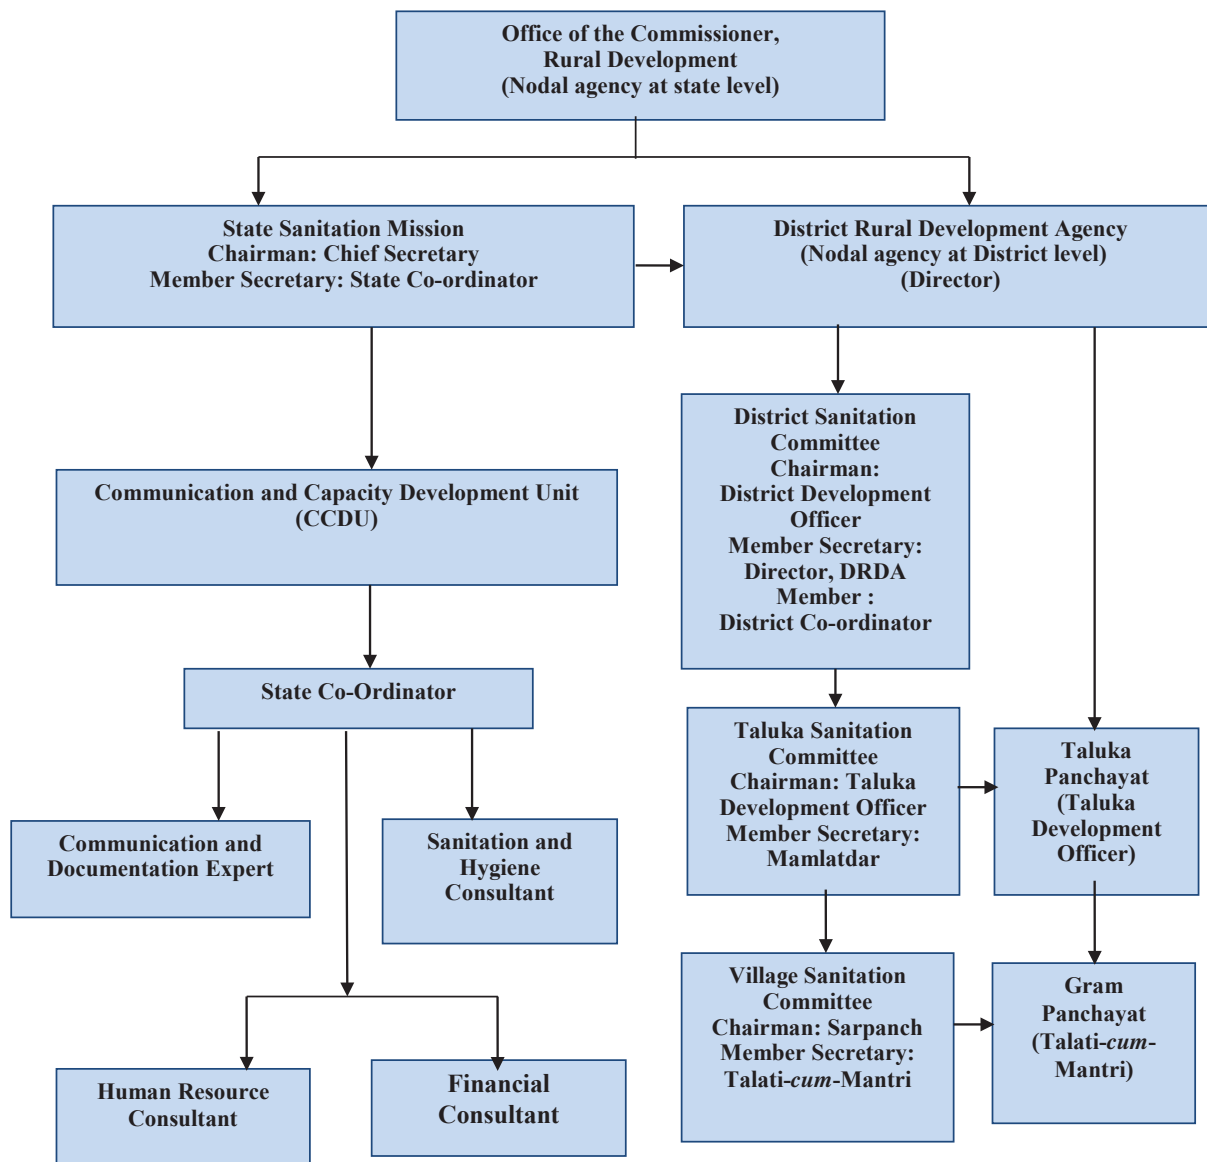 Office of the Commissioner,
Rural Development
(Nodal agency at state level)
State Sanitation Mission
Chairman: Chief Secretary
Member Secretary: State Co-ordinator
District Rural Development Agency
(Nodal agency at District level)
(Director)
District Sanitation
Committee
Chairman:
District Development
Officer
Member Secretary:
Director, DRDA
Member :
District Co-ordinator
Communication and Capacity Development Unit
(CCDU)
State Co-Ordinator
Taluka Sanitation
Committee
Chairman: Taluka
Development Officer
Member Secretary:
Mamlatdar
Taluka
Panchayat
(Taluka
Development
Officer)
Communication and
Documentation Expert
Sanitation and
Hygiene
Consultant
Village Sanitation
Committee
Chairman: Sarpanch
Member Secretary:
Talati-cum-Mantri
Gram
Panchayat
(Talati-cum-
Mantri)
Human Resource
Consultant
Financial
Consultant